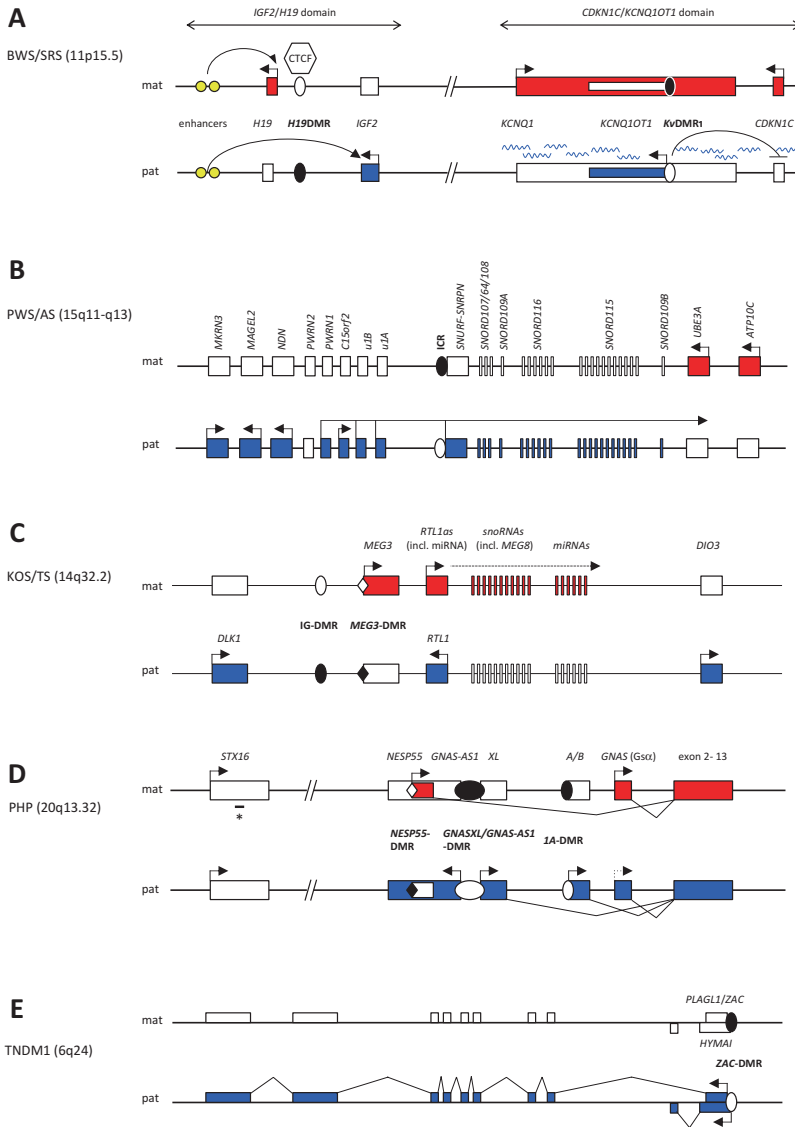 A
IGF2/H19 domain
CDKN1C/KCNQ1OT1 domain
BWS/SRS (11p15.5)
CTCF
mat
enhancers H19 H19DMR IGF2 KCNQ1 KCNQ1OT1 KvDMR1 CDKN1C
pat
B
PWS/AS (15q11-q13)
MKRN3
MAGEL2
NDN
PWRN2
PWRN1
C15orf2
u1B
u1A
ICR
SNURF-SNRPN
SNORD107/64/108
SNORD109A
SNORD116
SNORD115
SNORD109B
UBE3A
ATP10C
mat
pat
C
KOS/TS (14q32.2)
MEG3
RTL1as
(incl. miRNA)
snoRNAs
(incl. MEG8)
miRNAs
DIO3
mat
IG-DMR MEG3-DMR
DLK1 RTL1
pat
D
STX16 NESP55 GNAS-AS1 XL A/B GNAS (Gsα) exon 2- 13
mat
PHP (20q13.32)
*
NESP55-
DMR
GNASXL/GNAS-AS1
-DMR
1A-DMR
pat
E
PLAGL1/ZAC
mat
TNDM1 (6q24)
HYMAI
ZAC-DMR
pat